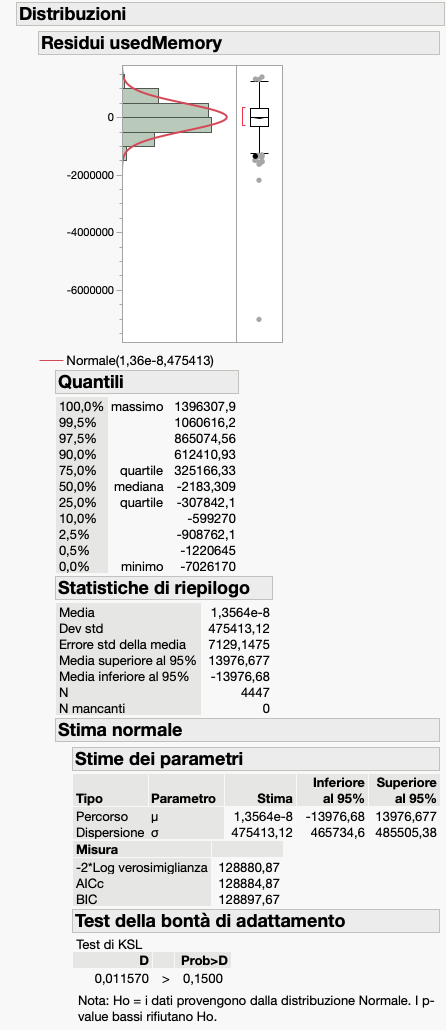 Distribuzioni
Residui usedMemory
0
-2000000
-4000000
-6000000
Normale(1,36e-8,475413)
Quantili
100,0% massimo 1396307,9
99,5% 1060616,2
97,5% 865074,56
90,0% 612410,93
75,0% quartile 325166,33
50,0% mediana -2183,309
25,0% quartile -307842,1
10,0% -599270
2,5% -908762,1
0,5% -1220645
0,0% minimo -7026170
Statistiche di riepilogo
Media 1,3564e-8
Dev std 475413,12
Errore std della media 7129,1475
Media superiore al 95% 13976,677
Media inferiore al 95% -13976,68
N 4447
N mancanti 0
Stima normale
Stime dei parametri
Tipo Parametro Stima Inferiore al 95% Superiore al 95%
Percorso μ 1,3564e-8 -13976,68 13976,677
Dispersione σ 475413,12 465734,6 485505,38
Misura
-2*Log verosimiglianza 128880,87
AICc 128884,87
BIC 128897,67
Test della bontà di adattamento
Test di KSL
D Prob>D
0,011570 > 0,1500
Nota: Ho = i dati provengono dalla distribuzione Normale. I p-
value bassi rifiutano Ho.